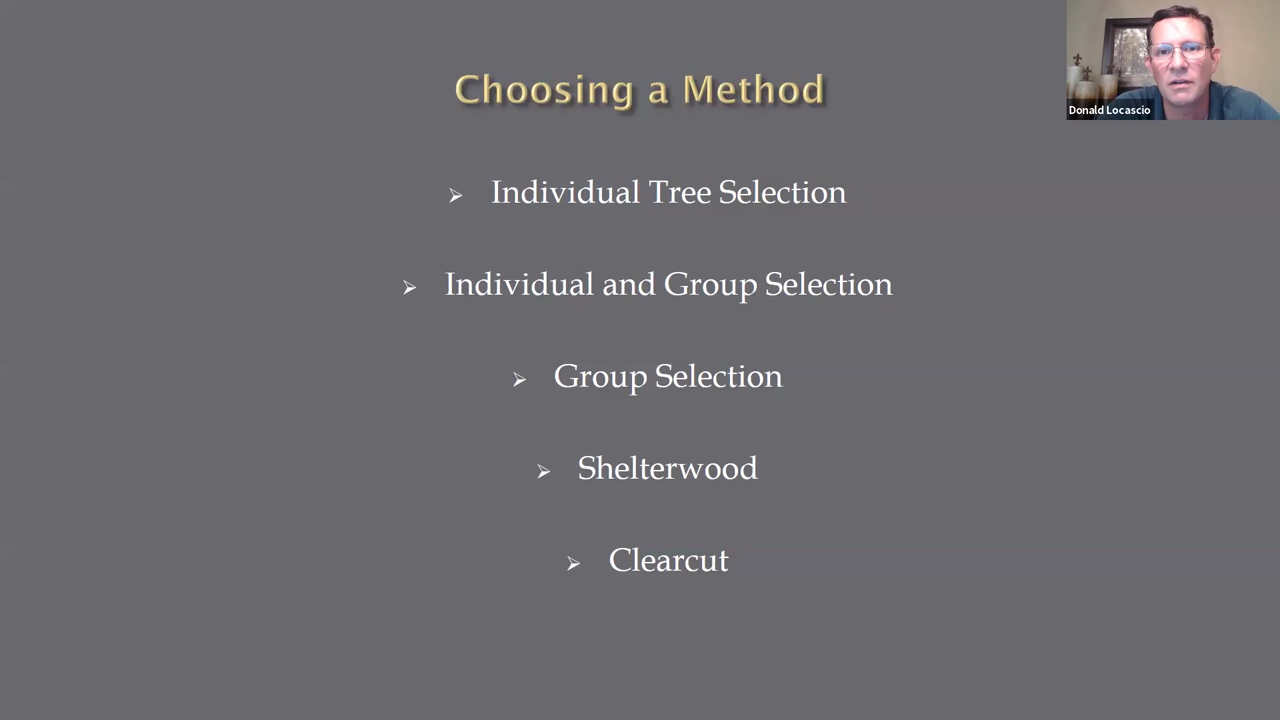 Choosing a Method
Donald Locascio
➢ Individual Tree Selection
➢ Individual and Group Selection
➢ Group Selection
➢ Shelterwood
➢ Clearcut